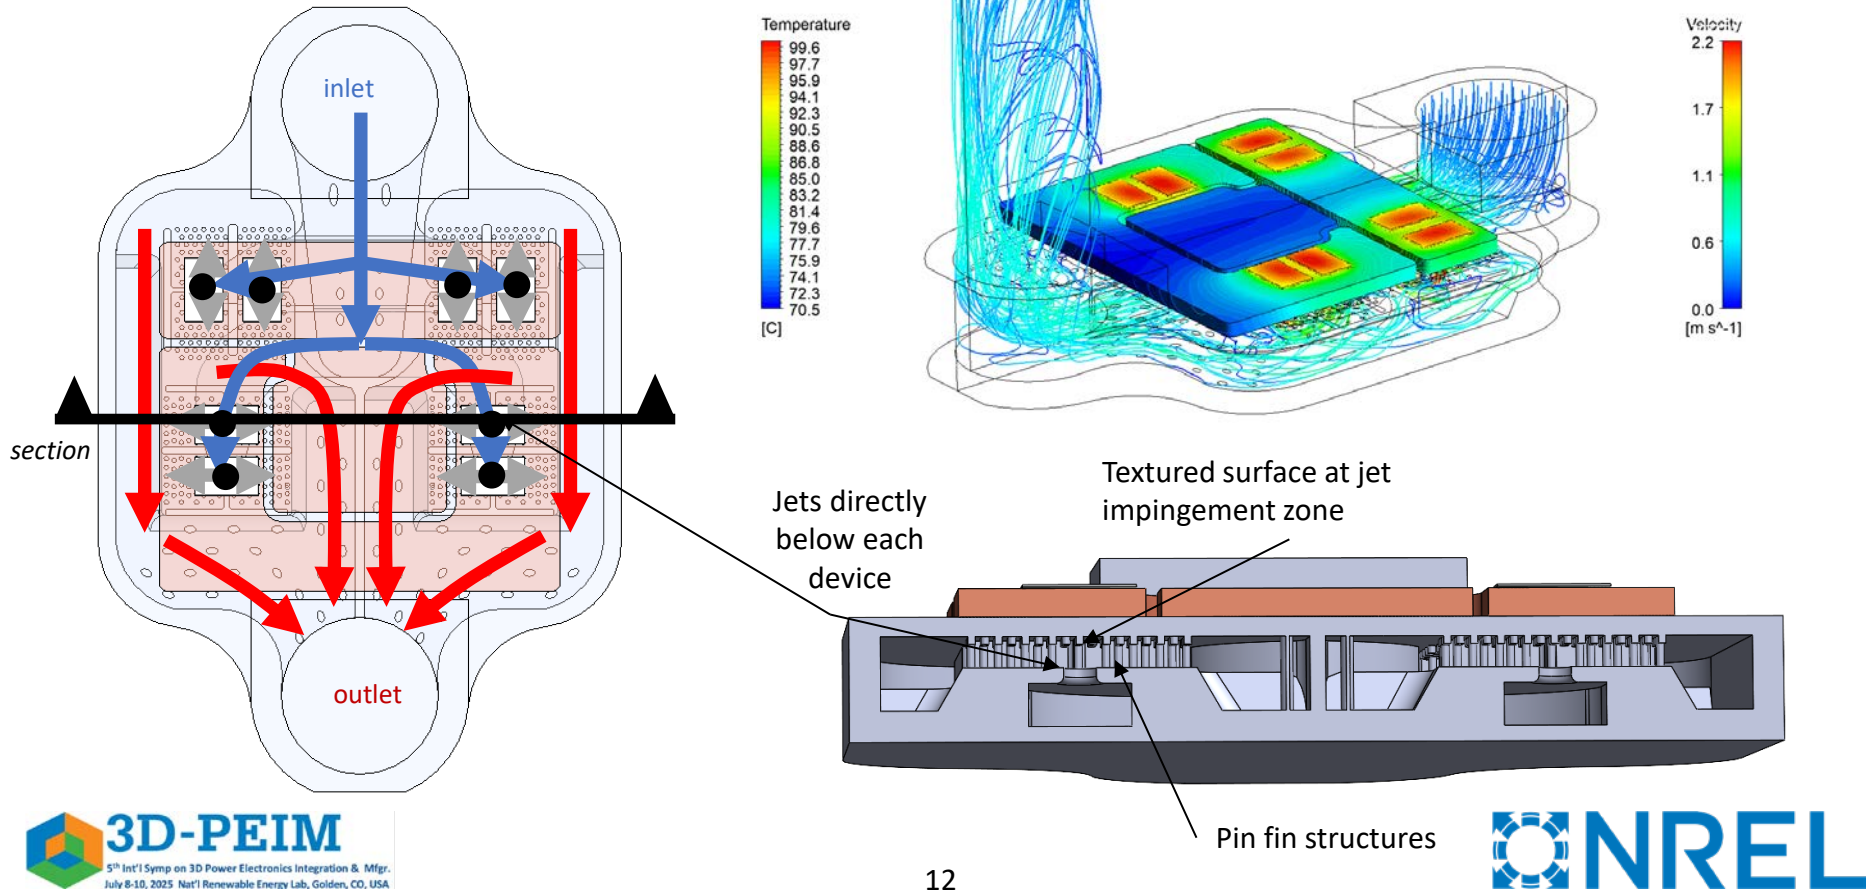 inlet
section
outlet
Temperature
99.6
97.7
95.9
94.1
92.3
90.5
88.6
86.8
85.0
83.2
81.4
79.6
77.7
75.9
74.1
72.3
70.5
[C]
Velocity
2.2
1.7
1.1
0.6
0.0
[m s^-1]
Jets directly
below each
device
Textured surface at jet
impingement zone
Pin fin structures
3D-PEIM
5th Int'l Symp on 3D Power Electronics Integration & Mfgr.
July 8-10, 2025 Nat'l Renewable Energy Lab, Golden, CO, USA
12
NREL